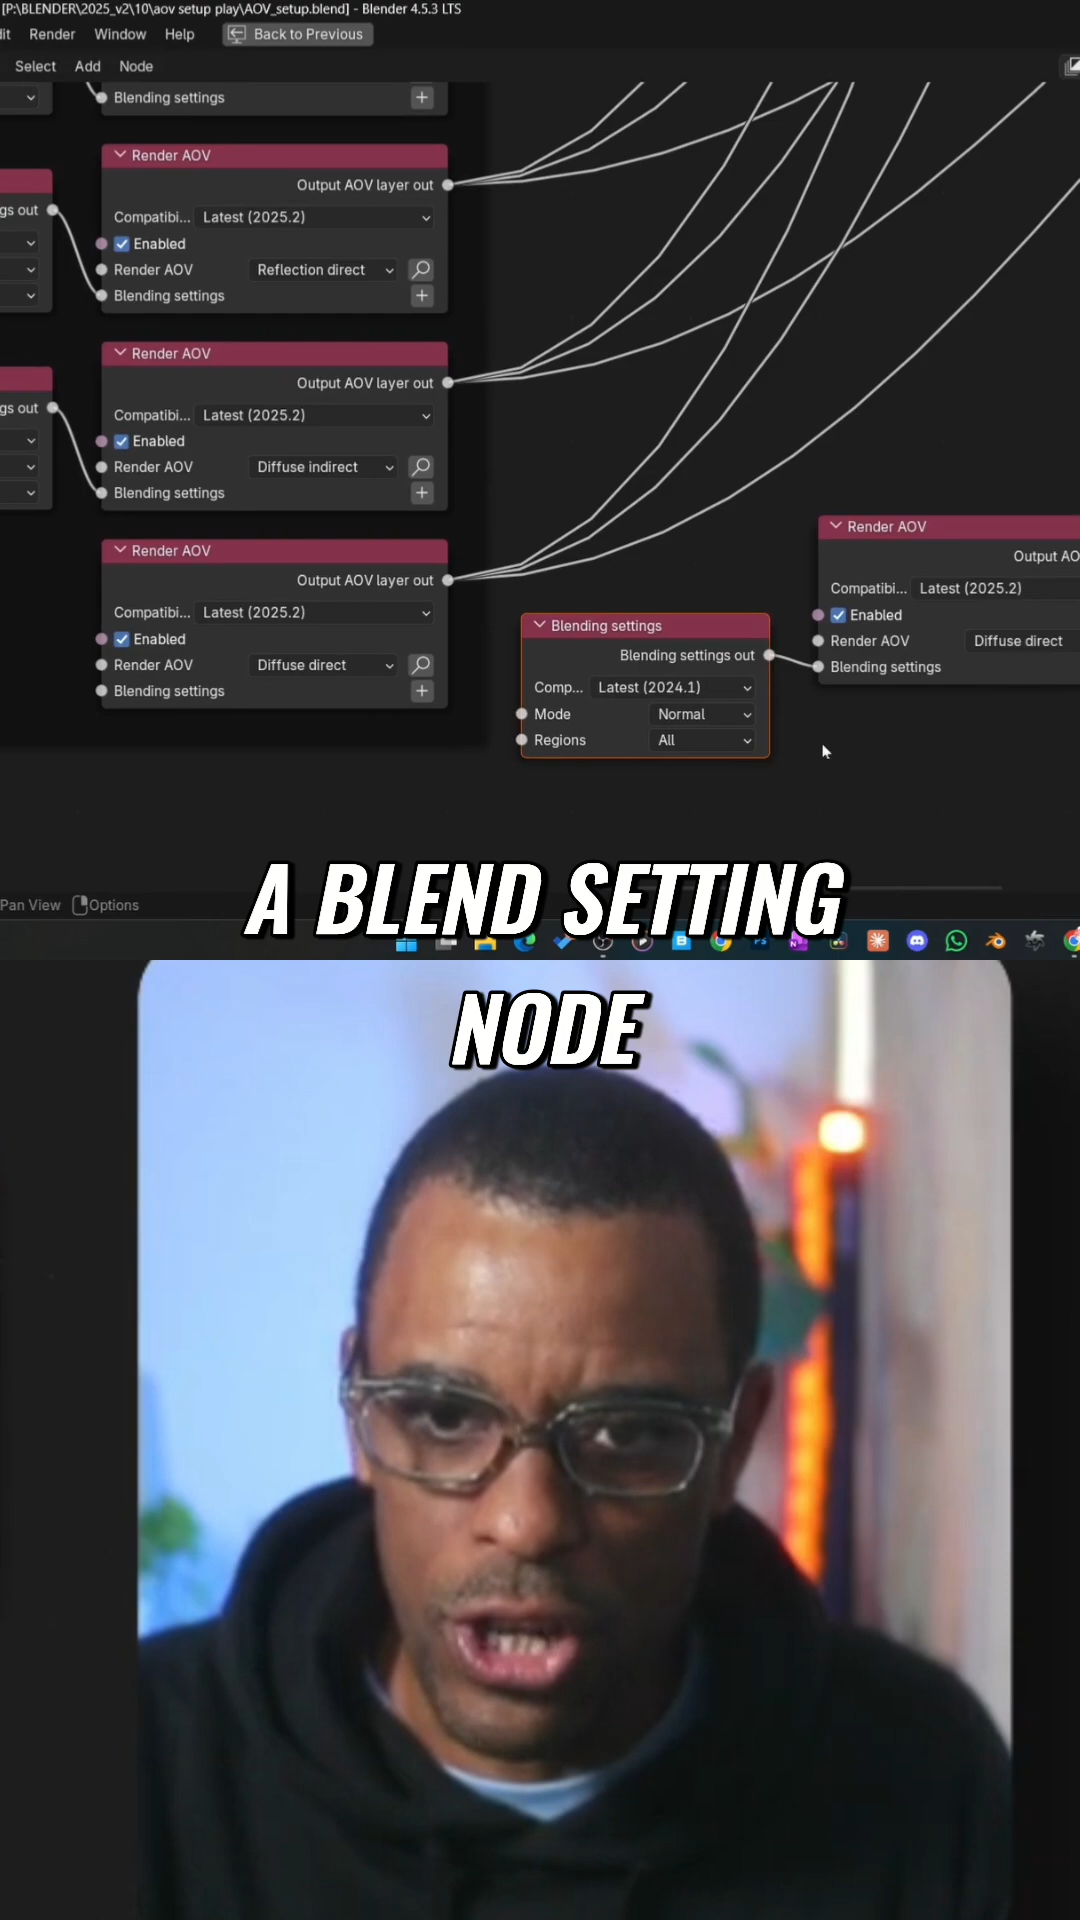 [P:\BLENDER\2025_v2\10\aov setup play\AOV_setup.blend] - Blender 4.5.3 LTS
dit Render Window Help Back to Previous
Select Add Node
Blending settings
Render AOV
Output AOV layer out
Compatibi... Latest (2025.2)
Enabled
Render AOV Reflection direct
Blending settings
gs out
Render AOV
Output AOV layer out
Compatibi... Latest (2025.2)
Enabled
Render AOV Diffuse indirect
Blending settings
gs out
Render AOV
Output AOV layer out
Compatibi... Latest (2025.2)
Enabled
Render AOV Diffuse direct
Blending settings
Blending settings
Blending settings out
Comp... Latest (2024.1)
Mode Normal
Regions All
Render AOV
Output AO
Compatibi... Latest (2025.2)
Enabled
Render AOV Diffuse direct
Blending settings
Pan View Options
A BLEND SETTING
NODE